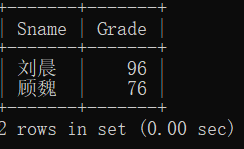 +-------+-------+
| Sname | Grade |
+-------+-------+
| 刘晨 | 96 |
| 顾魏 | 76 |
+-------+-------+
2 rows in set (0.00 sec)